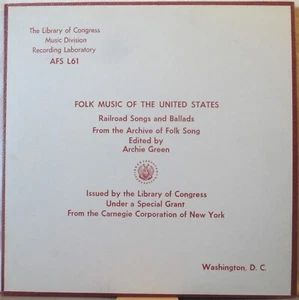 The Library of Congress
Music Division
Recording Laboratory
AFS L61
FOLK MUSIC OF THE UNITED STATES
Railroad Songs and Ballads
From the Archive of Folk Song
Edited by
Archie Green
Issued by the Library of Congress
Under a Special Grant
From the Carnegie Corporation of New York
Washington, D. C.